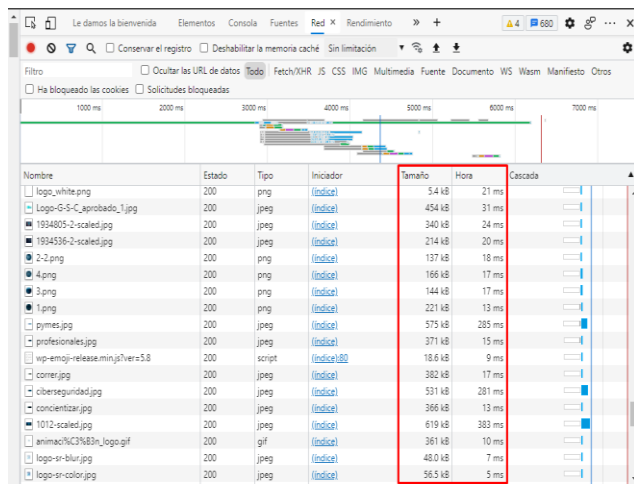 Le damos la bienvenida Elementos Consola Fuentes Red × Rendimiento » + 4 680 ··· ×
Conservar el registro Deshabilitar la memoria caché Sin limitación
Filtro Ocultar las URL de datos Todo Fetch/XHR JS CSS IMG Multimedia Fuente Documento WS Wasm Manifiesto Otros
Ha bloqueado las cookies Solicitudes bloqueadas
1000 ms 2000 ms 3000 ms 4000 ms 5000 ms 6000 ms 7000 ms
Nombre Estado Tipo Iniciador Tamaño Hora Cascada
logo_white.png 200 png (índice) 5.4 kB 21 ms
Logo-G-S-C_aprobado_1.jpg 200 jpeg (índice) 454 kB 31 ms
1934805-2-scaled.jpg 200 jpeg (índice) 340 kB 24 ms
1934536-2-scaled.jpg 200 jpeg (índice) 214 kB 20 ms
2-2.png 200 png (índice) 137 kB 18 ms
4.png 200 png (índice) 166 kB 17 ms
3.png 200 png (índice) 144 kB 17 ms
1.png 200 png (índice) 221 kB 13 ms
pymes.jpg 200 jpeg (índice) 575 kB 285 ms
profesionales.jpg 200 jpeg (índice) 371 kB 15 ms
wp-emoji-release.min.js?ver=5.8 200 script (índice):80 18.6 kB 9 ms
correr.jpg 200 jpeg (índice) 382 kB 17 ms
ciberseguridad.jpg 200 jpeg (índice) 531 kB 281 ms
concientizar.jpg 200 jpeg (índice) 366 kB 13 ms
1012-scaled.jpg 200 jpeg (índice) 619 kB 383 ms
animaci%C3%B3n_logo.gif 200 gif (índice) 361 kB 10 ms
logo-sr-blur.jpg 200 jpeg (índice) 48.0 kB 7 ms
logo-sr-color.jpg 200 jpeg (índice) 56.5 kB 5 ms